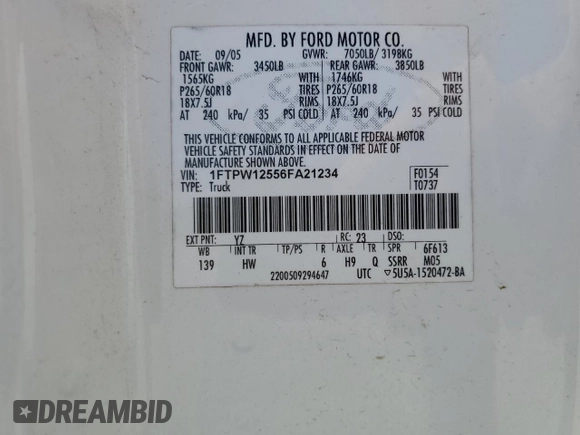 MFD. BY FORD MOTOR CO.
DATE: 09/05 GVWR: 7050LB/ 3198KG
FRONT GAWR: 3450LB REAR GAWR: 3850LB
1565KG WITH 1746KG WITH
P265/60R18 TIRES P265/60R18 TIRES
18X7.5J RIMS 18X7.5J RIMS
AT 240 kPa/ 35 PSI COLD AT 240 kPa/ 35 PSI COLD
THIS VEHICLE CONFORMS TO ALL APPLICABLE FEDERAL MOTOR
VEHICLE SAFETY STANDARDS IN EFFECT ON THE DATE OF
MANUFACTURE SHOWN ABOVE.
VIN: 1FTPW12556FA21234 F0154
TYPE: Truck T0737
EXT PNT: YZ RC: 23 DSO:
WB INT TR TP/PS R AXLE TR SPR 6F613
139 HW 6 H9 Q SSRR M05
2200509294647 UTC ▽5U5A-1520472-BA
Ford
DREAMBID